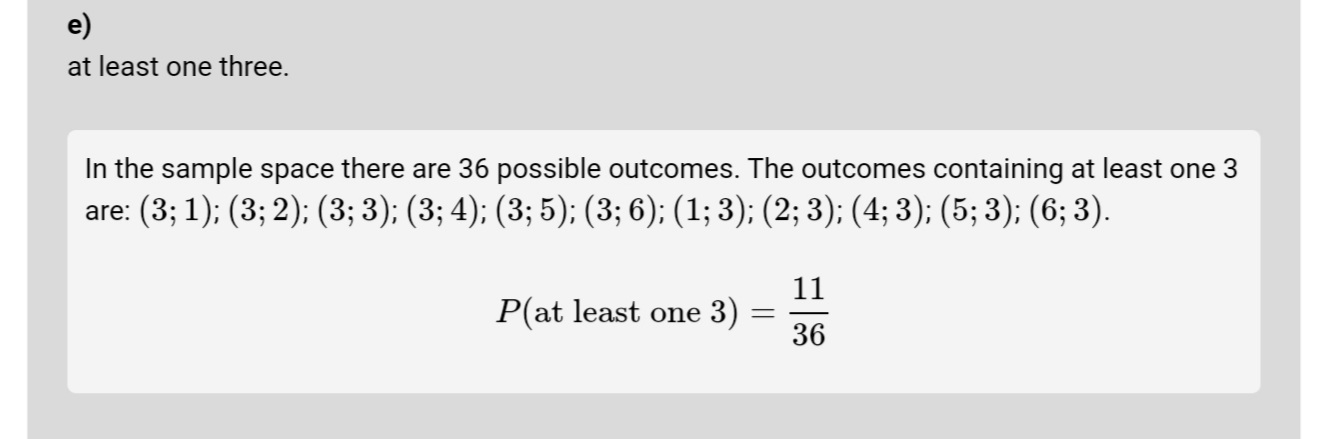 e)
at least one three.
In the sample space there are 36 possible outcomes. The outcomes containing at least one 3
are: (3; 1); (3; 2); (3; 3); (3; 4); (3; 5); (3; 6); (1; 3); (2; 3); (4; 3); (5; 3); (6; 3).
P(at least one 3) = 11/36